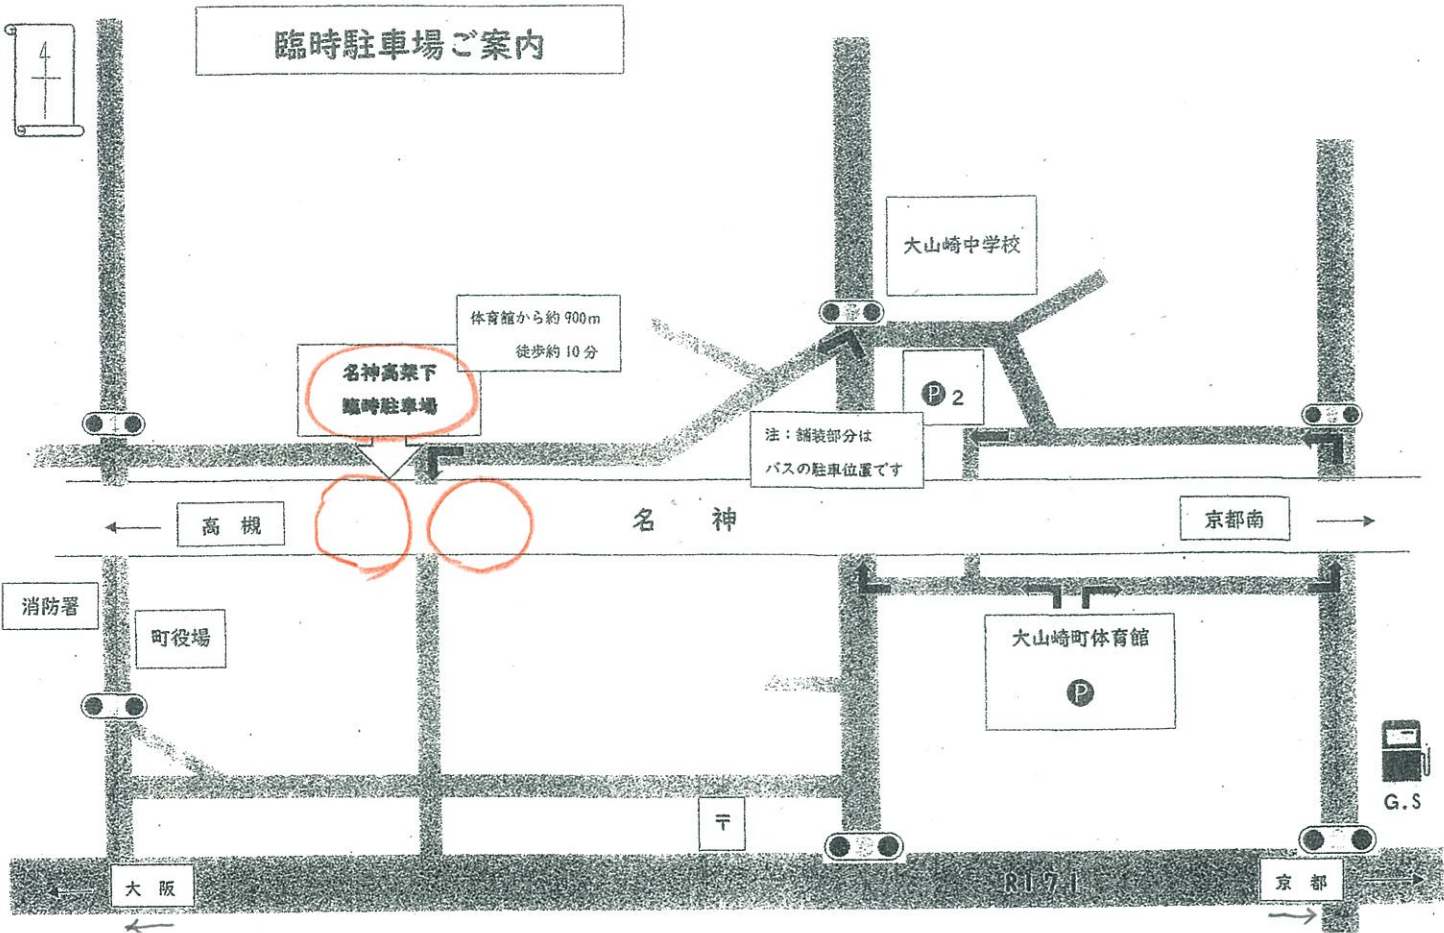 臨時駐車場ご案内
4
大山崎中学校
体育館から約900m
徒歩約10分
名神高架下
臨時駐車場
P 2
注：舗装部分は
バスの駐車位置です
高 槻
名 神
京都南
消防署
町役場
大山崎町体育館
P
G.S
〒
R171
大 阪
京 都